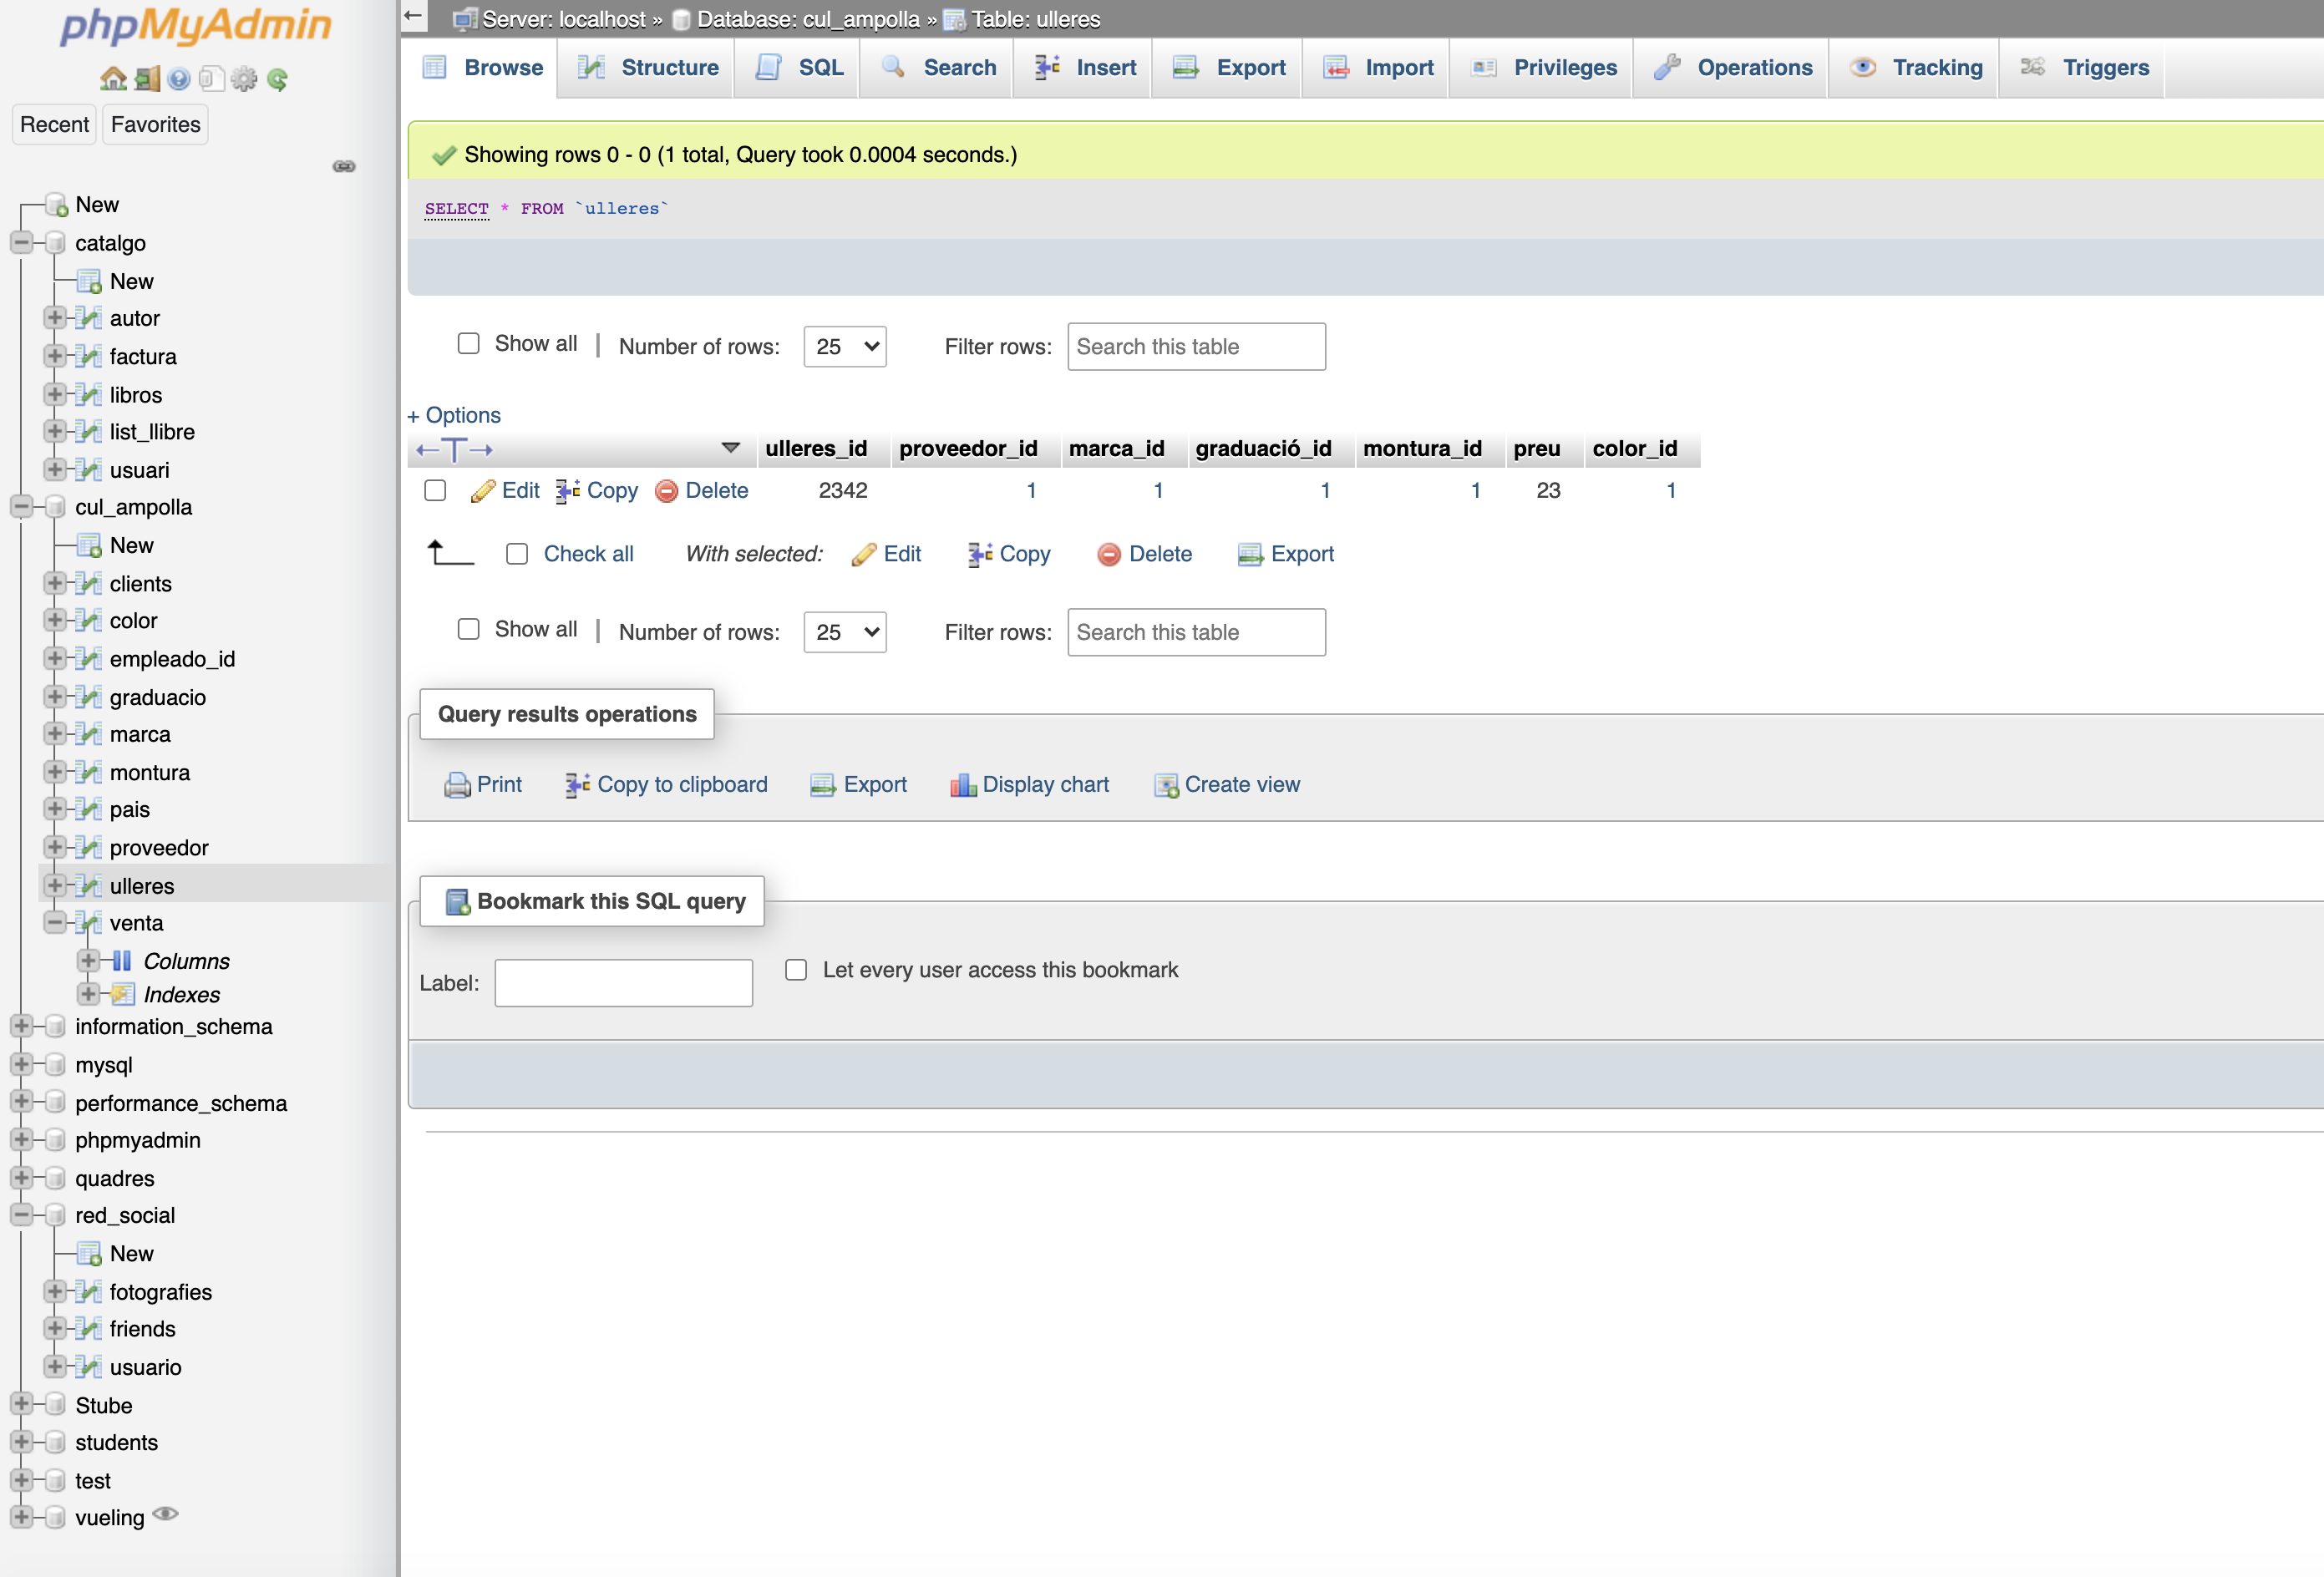 phpMyAdmin
Recent Favorites
New
catalgo
New
autor
factura
libros
list_llibre
usuari
cul_ampolla
New
clients
color
empleado_id
graduacio
marca
montura
pais
proveedor
ulleres
venta
Columns
Indexes
information_schema
mysql
performance_schema
phpmyadmin
quadres
red_social
New
fotografies
friends
usuario
Stube
students
test
vueling
Server: localhost » Database: cul_ampolla » Table: ulleres
Browse Structure SQL Search Insert Export Import Privileges Operations Tracking Triggers
Showing rows 0 - 0 (1 total, Query took 0.0004 seconds.)
SELECT * FROM `ulleres`
Show all | Number of rows: 25 Filter rows: Search this table
+ Options
←T→ ulleres_id proveedor_id marca_id graduació_id montura_id preu color_id
Edit Copy Delete 2342 1 1 1 1 23 1
Check all With selected: Edit Copy Delete Export
Show all | Number of rows: 25 Filter rows: Search this table
Query results operations
Print Copy to clipboard Export Display chart Create view
Bookmark this SQL query
Label: Let every user access this bookmark